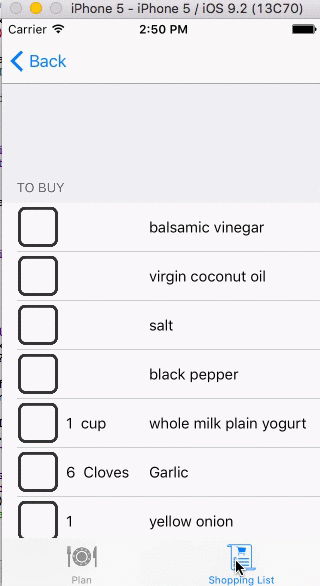 iPhone 5 - iPhone 5 / iOS 9.2 (13C70)
Carrier 2:50 PM
Back
TO BUY
balsamic vinegar
virgin coconut oil
salt
black pepper
1 cup whole milk plain yogurt
6 Cloves Garlic
1 yellow onion
Plan Shopping List